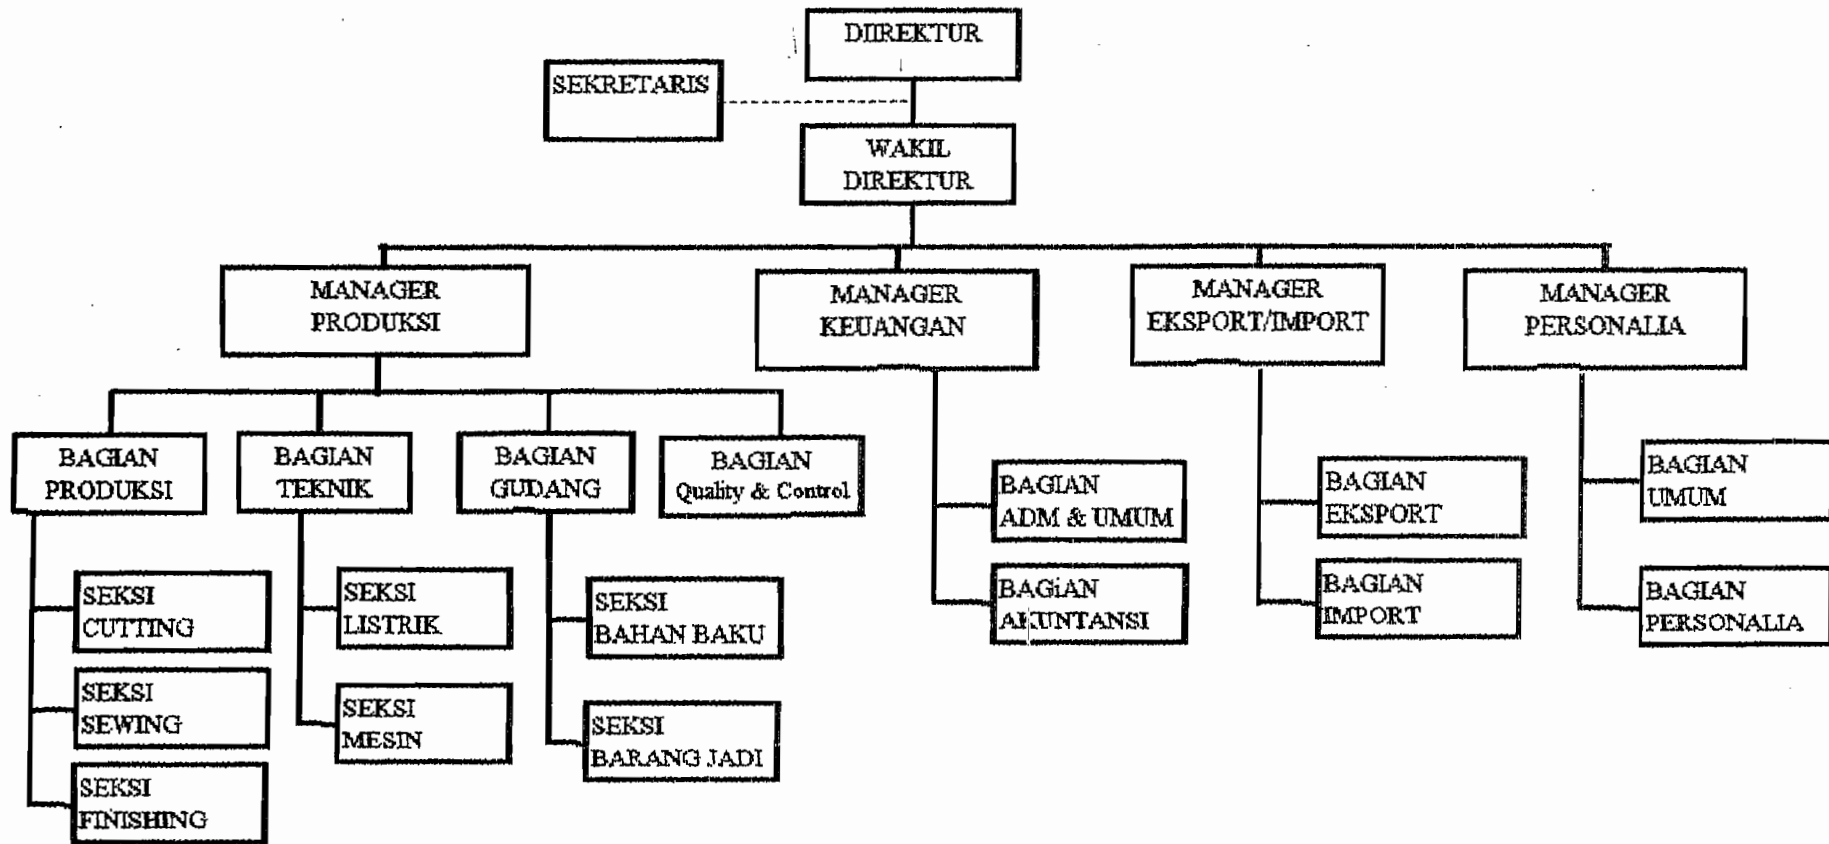 DIIREKTUR
SEKRETARIS
WAKIL
DIREKTUR
MANAGER
PRODUKSI
MANAGER
KEUANGAN
MANAGER
EKSPORT/IMPORT
MANAGER
PERSONALIA
BAGIAN
PRODUKSI
BAGIAN
TEKNIK
BAGIAN
GUDANG
BAGIAN
Quality & Control
BAGIAN
ADM & UMUM
BAGIAN
EKSPORT
BAGIAN
UMUM
SEKSI
CUTTING
SEKSI
LISTRIK
SEKSI
BAHAN BAKU
BAGiAN
AKUNTANSI
BAGIAN
IMPORT
BAGIAN
PERSONALIA
SEKSI
SEWING
SEKSI
MESIN
SEKSI
BARANG JADI
SEKSI
FINISHING